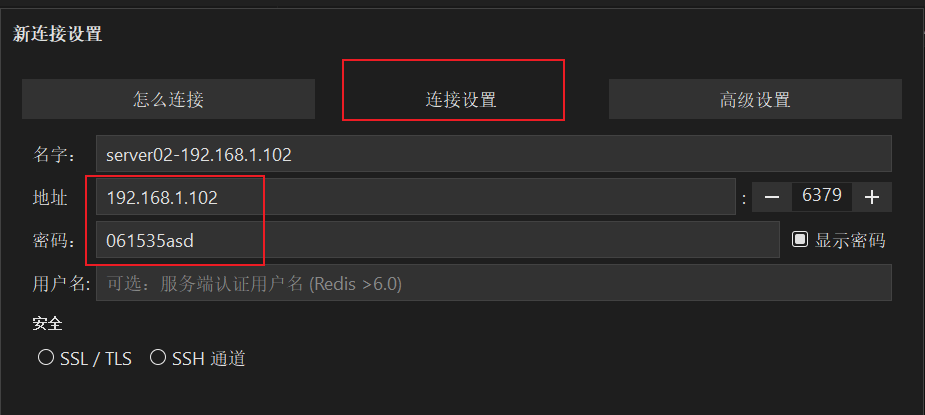 新连接设置
怎么连接 连接设置 高级设置
名字: server02-192.168.1.102
地址 192.168.1.102 : − 6379 +
密码: 061535asd 显示密码
用户名: 可选：服务端认证用户名 (Redis >6.0)
安全
SSL / TLS SSH 通道